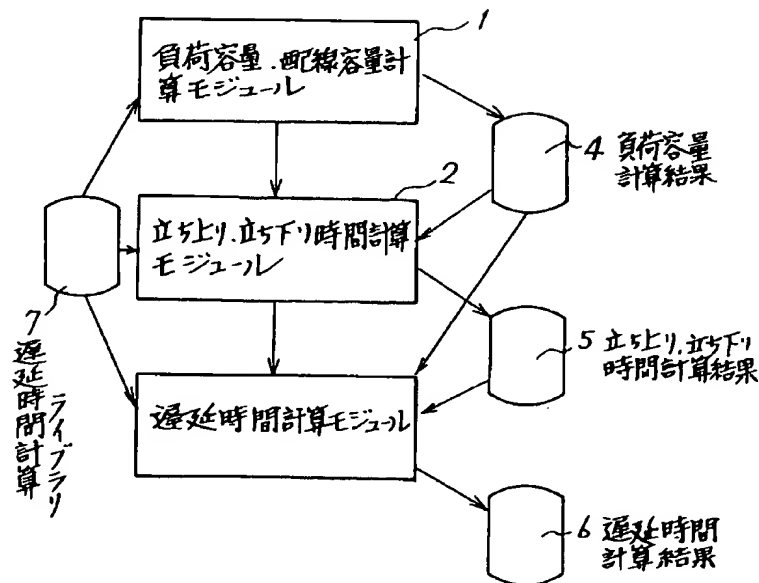 1
負荷容量.配線容量計
算モジュール
4 負荷容量
計算結果
2
立ち上り.立ち下り時間計算
モジュール
7
遅延時間計算
ライブラリ
5 立ち上り.立ち下り
時間計算結果
遅延時間計算モジュール
6 遅延時間
計算結果